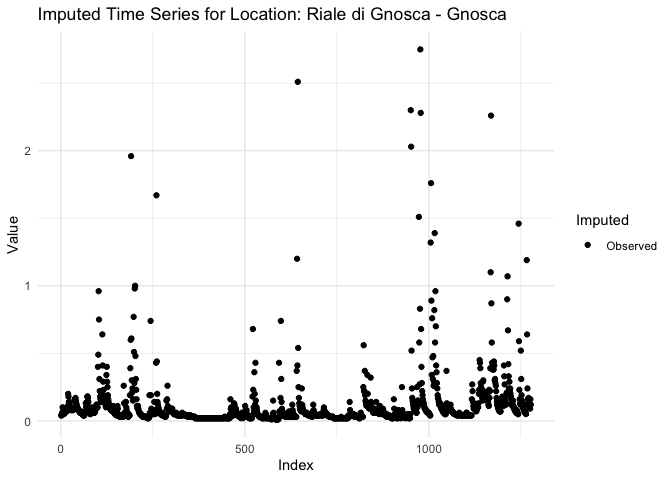 Imputed Time Series for Location: Riale di Gnosca - Gnosca
Value
2
1
0
0
500
1000
Index
Imputed
Observed